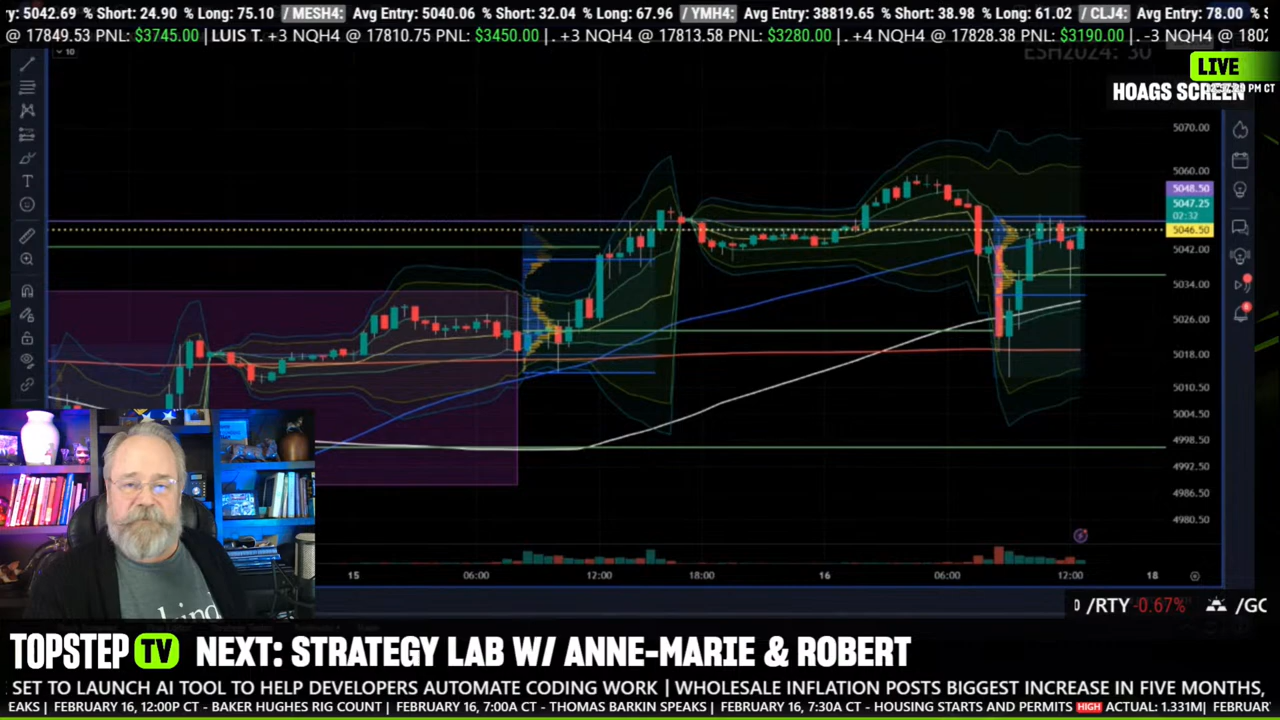 y: 5042.69 % Short: 24.90 % Long: 75.10 / MESH4: Avg Entry: 5040.06 % Short: 32.04 % Long: 67.96 / YMH4: Avg Entry: 38819.65 % Short: 38.98 % Long: 61.02 / CLJ4: Avg Entry: 78.00 % S
@ 17849.53 PNL: $3745.00 | LUIS T. +3 NQH4 @ 17810.75 PNL: $3450.00 |. +3 NQH4 @ 17813.58 PNL: $3280.00 |. +4 NQH4 @ 17828.38 PNL: $3190.00 |. -3 NQH4 @ 1802
10
ESH2024: 30
LIVE
PM CT
HOAGS SCREEN
5070.00
5060.00
5048.50
5047.25
02:32
5046.50
5042.00
5034.00
5026.00
5018.00
5010.50
5004.50
4998.50
4992.50
4986.50
4980.50
15 06:00 12:00 18:00 16 06:00 12:00 18
/RTY -0.67% /GC
TOPSTEP TV NEXT: STRATEGY LAB W/ ANNE-MARIE & ROBERT
SET TO LAUNCH AI TOOL TO HELP DEVELOPERS AUTOMATE CODING WORK | WHOLESALE INFLATION POSTS BIGGEST INCREASE IN FIVE MONTHS,
EAKS | FEBRUARY 16, 12:00P CT - BAKER HUGHES RIG COUNT | FEBRUARY 16, 7:00A CT - THOMAS BARKIN SPEAKS | FEBRUARY 16, 7:30A CT - HOUSING STARTS AND PERMITS HIGH ACTUAL: 1.331M| FEBRUAR